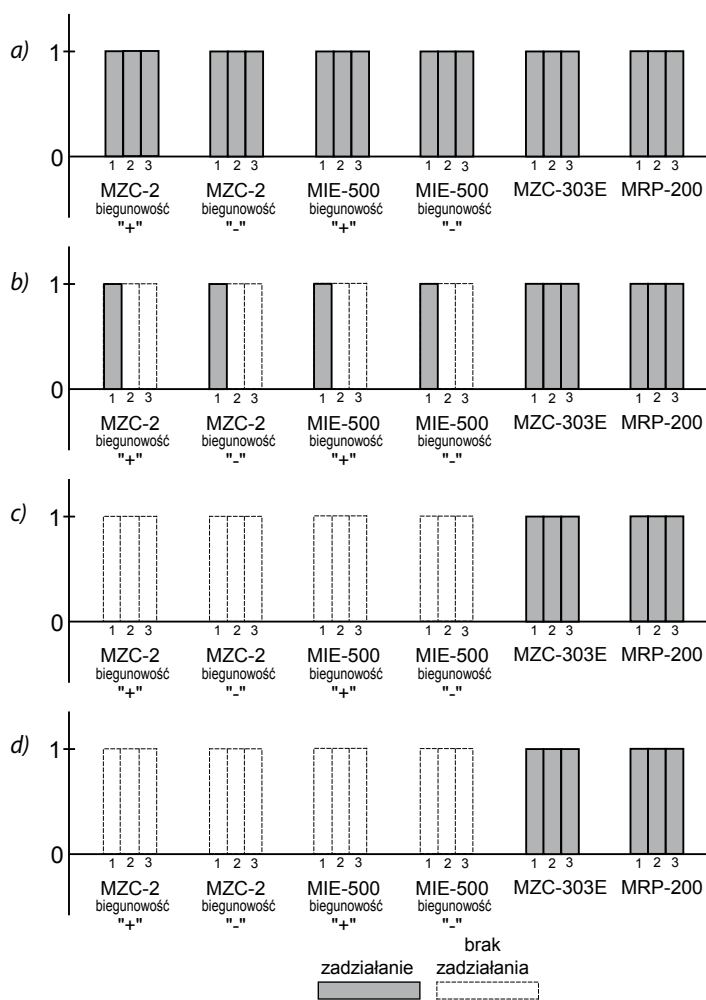 a)
1
0
1 2 3 1 2 3 1 2 3 1 2 3 1 2 3 1 2 3
MZC-2 MZC-2 MIE-500 MIE-500 MZC-303E MRP-200
biegunowość biegunowość biegunowość biegunowość
"+" "-" "+" "-"
b)
1
0
1 2 3 1 2 3 1 2 3 1 2 3 1 2 3 1 2 3
MZC-2 MZC-2 MIE-500 MIE-500 MZC-303E MRP-200
biegunowość biegunowość biegunowość biegunowość
"+" "-" "+" "-"
c)
1
0
1 2 3 1 2 3 1 2 3 1 2 3 1 2 3 1 2 3
MZC-2 MZC-2 MIE-500 MIE-500 MZC-303E MRP-200
biegunowość biegunowość biegunowość biegunowość
"+" "-" "+" "-"
d)
1
0
1 2 3 1 2 3 1 2 3 1 2 3 1 2 3 1 2 3
MZC-2 MZC-2 MIE-500 MIE-500 MZC-303E MRP-200
biegunowość biegunowość biegunowość biegunowość
"+" "-" "+" "-"
zadziałanie
brak
zadziałania